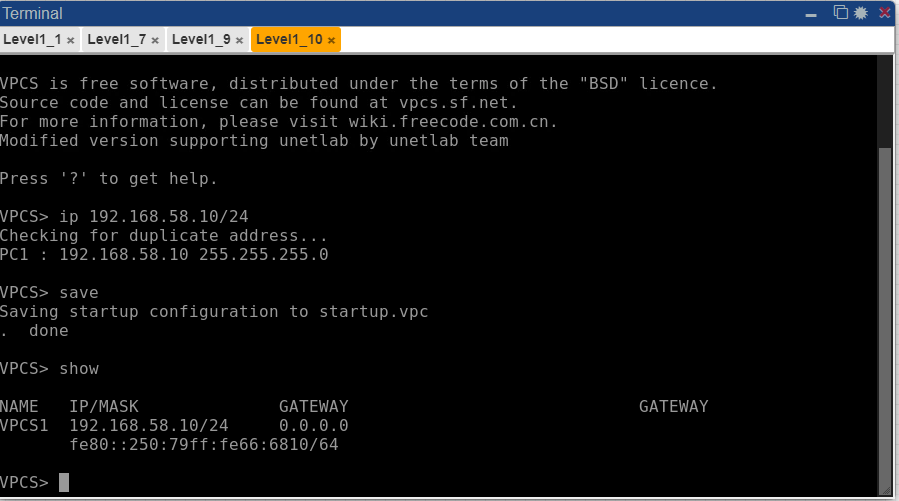 Terminal
Level1_1 × Level1_7 × Level1_9 × Level1_10 ×
VPCS is free software, distributed under the terms of the "BSD" licence.
Source code and license can be found at vpcs.sf.net.
For more information, please visit wiki.freecode.com.cn.
Modified version supporting unetlab by unetlab team
Press '?' to get help.
VPCS> ip 192.168.58.10/24
Checking for duplicate address...
PC1 : 192.168.58.10 255.255.255.0
VPCS> save
Saving startup configuration to startup.vpc
.  done
VPCS> show
NAME   IP/MASK              GATEWAY                             GATEWAY
VPCS1  192.168.58.10/24     0.0.0.0
       fe80::250:79ff:fe66:6810/64
VPCS>